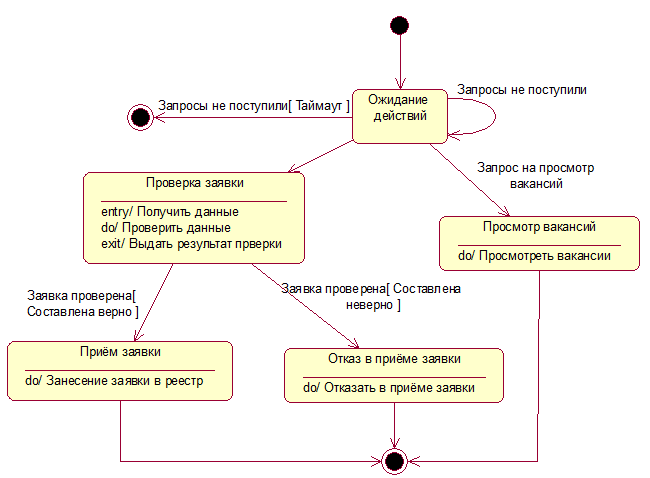 Запросы не поступили[ Таймаут ]
Ожидание
действий
Запросы не поступили
Запрос на просмотр
вакансий
Проверка заявки
entry/ Получить данные
do/ Проверить данные
exit/ Выдать результат прверки
Просмотр вакансий
do/ Просмотреть вакансии
Заявка проверена[
Составлена верно ]
Заявка проверена[ Составлена
неверно ]
Приём заявки
do/ Занесение заявки в реестр
Отказ в приёме заявки
do/ Отказать в приёме заявки